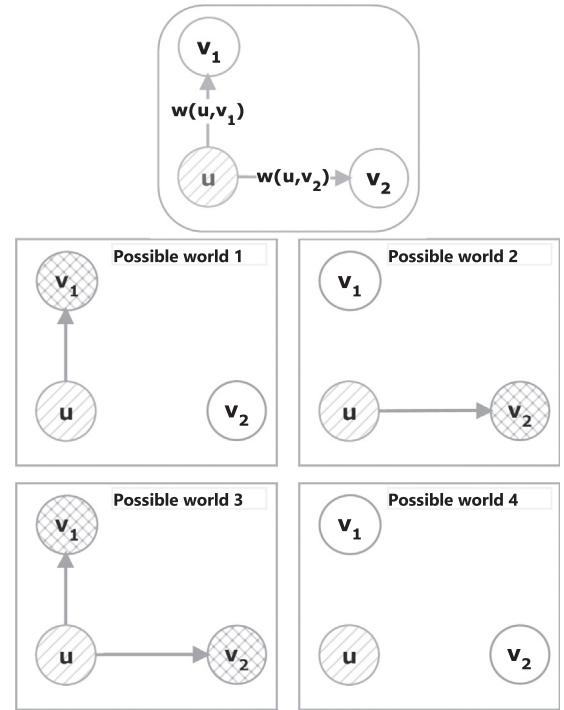 v₁
w(u,v₁)
u w(u,v₂) v₂
Possible world 1
v₁
u v₂
Possible world 2
v₁
u v₂
Possible world 3
v₁
u v₂
Possible world 4
v₁
u v₂